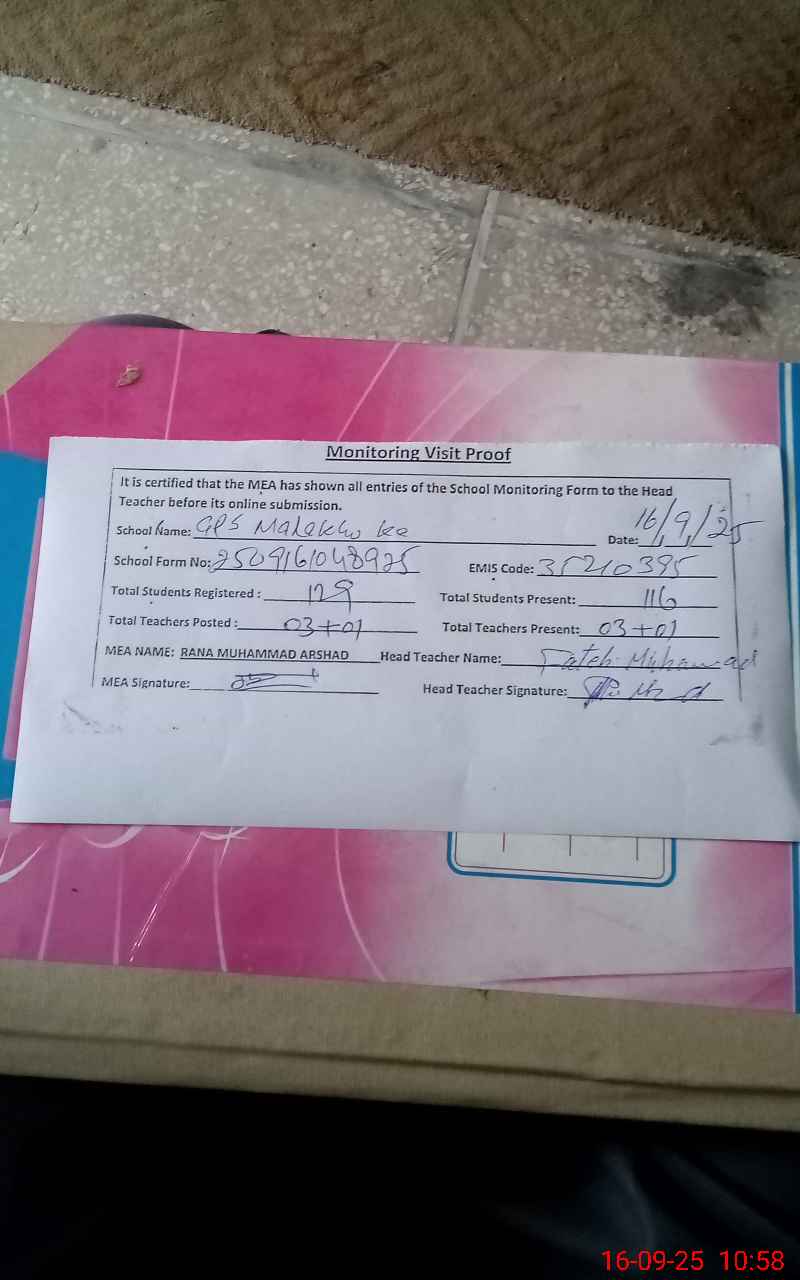 Monitoring Visit Proof
It is certified that the MEA has shown all entries of the School Monitoring Form to the Head
Teacher before its online submission.
School Name: GPS Malekhu ke Date: 16/9/25
School Form No: 2509161048925 EMIS Code: 35210395
Total Students Registered : 129 Total Students Present: 116
Total Teachers Posted : 03+01 Total Teachers Present: 03+01
MEA NAME: RANA MUHAMMAD ARSHAD Head Teacher Name: Fateh Muhammad
MEA Signature: Head Teacher Signature:
16-09-25 10:58